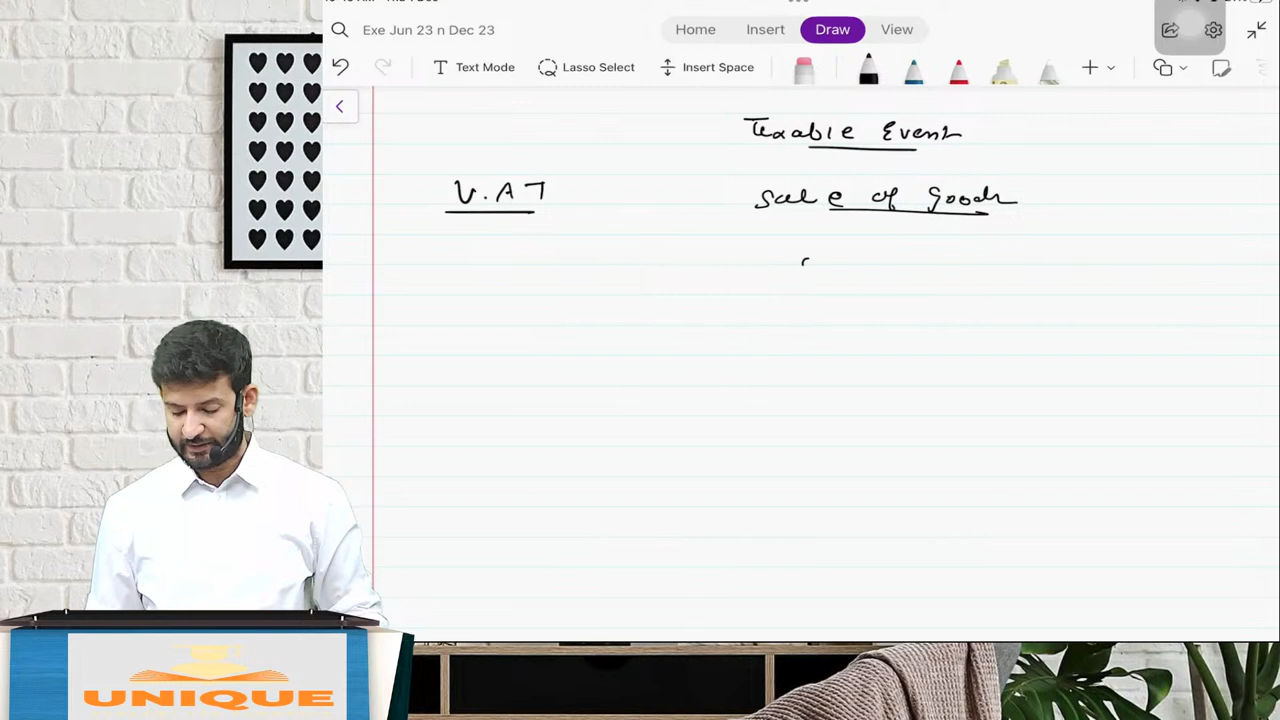 Exe Jun 23 n Dec 23
Home Insert Draw View
Text Mode Lasso Select Insert Space
Taxable Event
V.AT Sale of Goods
UNIQUE